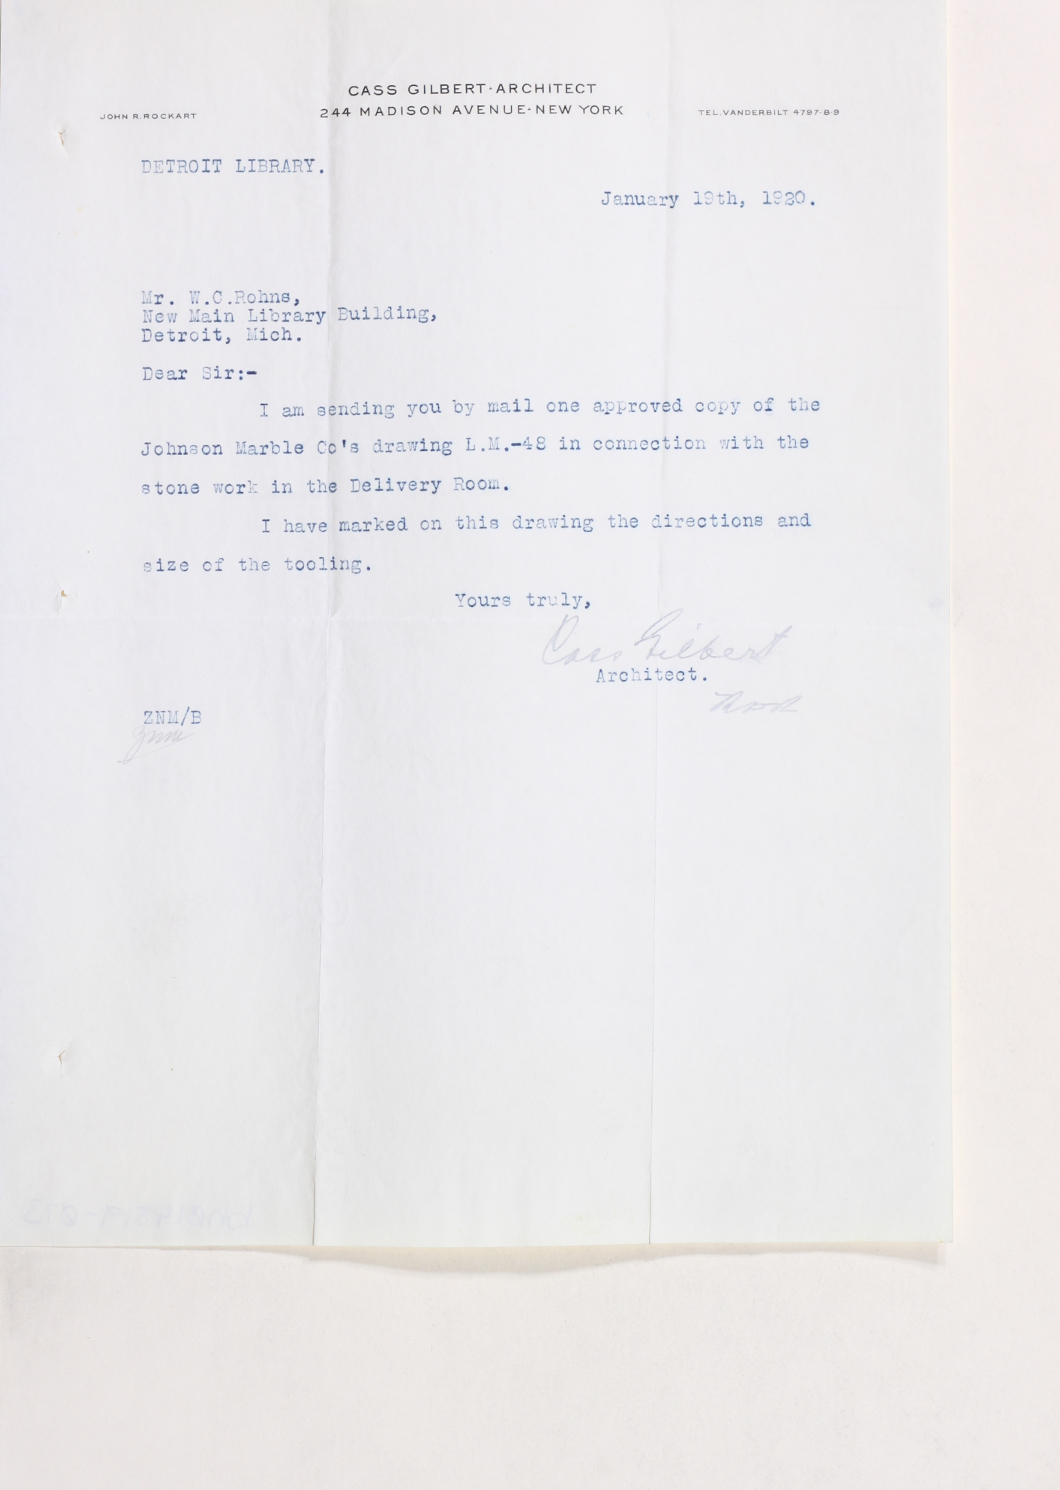 CASS GILBERT-ARCHITECT
244 MADISON AVENUE-NEW YORK
JOHN R. ROCKART
TEL. VANDERBILT 4797-8-9
DETROIT LIBRARY.
January 19th, 1920.
Mr. W.C.Rohns,
New Main Library Building,
Detroit, Mich.
Dear Sir:-
I am sending you by mail one approved copy of the
Johnson Marble Co's drawing L.M.-48 in connection with the
stone work in the Delivery Room.
I have marked on this drawing the directions and
size of the tooling.
Yours truly,
Cass Gilbert
Architect.
ZNM/B